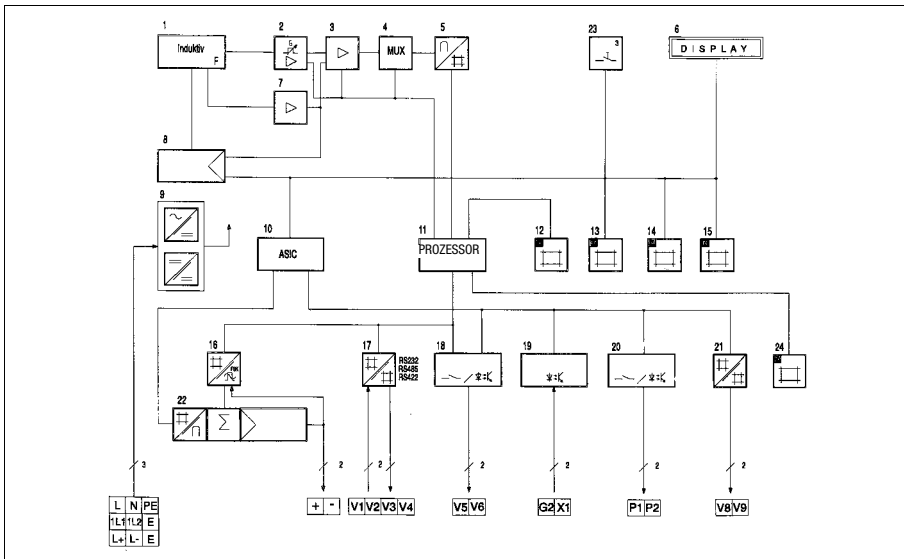 1 2 3 4 5 23 6
induktiv F
G
MUX
3
DISPLAY
7
8
9
10 11 12 13 14 15
ASIC
PROZESSOR
16 17 18 19 20 21 24
RS232
RS485
RS422
22
Σ
3 2 2 2 2 2 2
L N PE
1L1 1L2 E
L+ L- E
+ - V1 V2 V3 V4 V5 V6 G2 X1 P1 P2 V8 V9